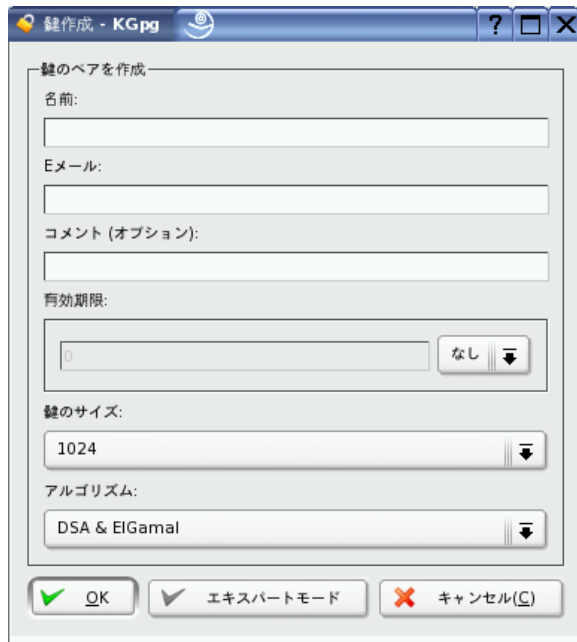 鍵作成 - KGpg
鍵のペアを作成
名前:
Eメール:
コメント (オプション):
有効期限:
0
なし
鍵のサイズ:
1024
アルゴリズム:
DSA & ElGamal
OK
エキスパートモード
キャンセル(C)